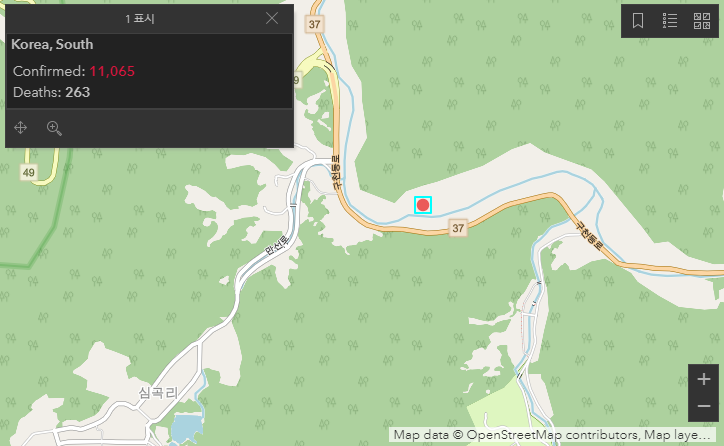 1 표시
Korea, South
Confirmed: 11,065
Deaths: 263
37
49
구천동로
만선로
37
구천동로
심곡리
Map data © OpenStreetMap contributors, Map laye...